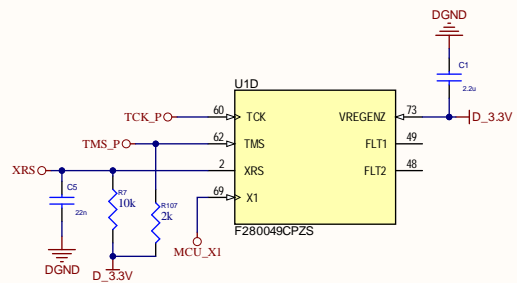 DGND
C1
2.2u
U1D
TCK_P
60
TCK
VREGENZ
73
D_3.3V
TMS_P
62
TMS
FLT1
49
XRS
2
XRS
FLT2
48
C5
22n
R7
10k
R107
2k
69
X1
F280049CPZS
MCU_X1
DGND
D_3.3V